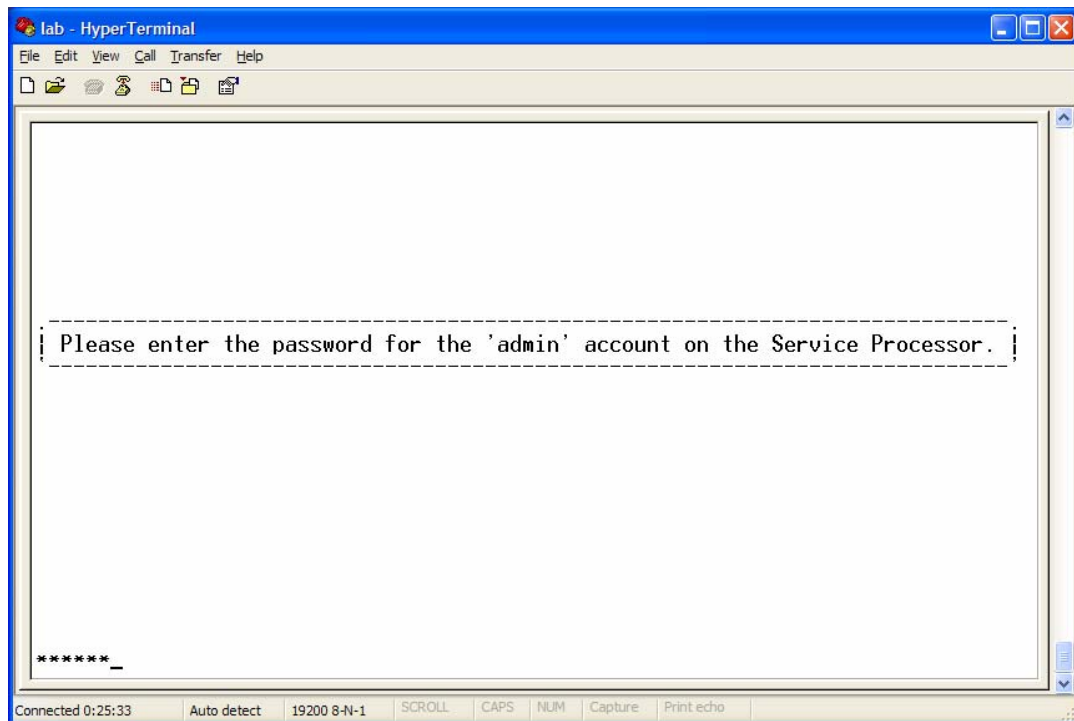 lab - HyperTerminal
File Edit View Call Transfer Help
Please enter the password for the 'admin' account on the Service Processor.
******_
Connected 0:25:33 Auto detect 19200 8-N-1 SCROLL CAPS NUM Capture Print echo